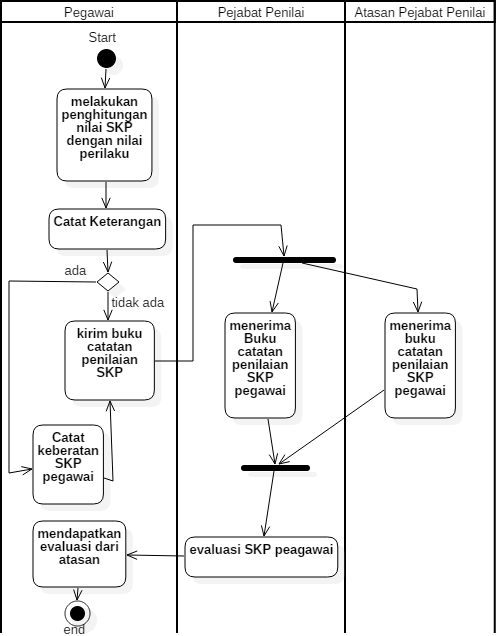 Pegawai
Pejabat Penilai
Atasan Pejabat Penilai
Start
melakukan
penghitungan
nilai SKP
dengan nilai
perilaku
Catat Keterangan
ada
tidak ada
kirim buku
catatan
penilaian
SKP
menerima
Buku
catatan
penilaian
SKP
pegawai
menerima
buku
catatan
penilaian
SKP
pegawai
Catat
keberatan
SKP
pegawai
mendapatkan
evaluasi dari
atasan
evaluasi SKP peagawai
end